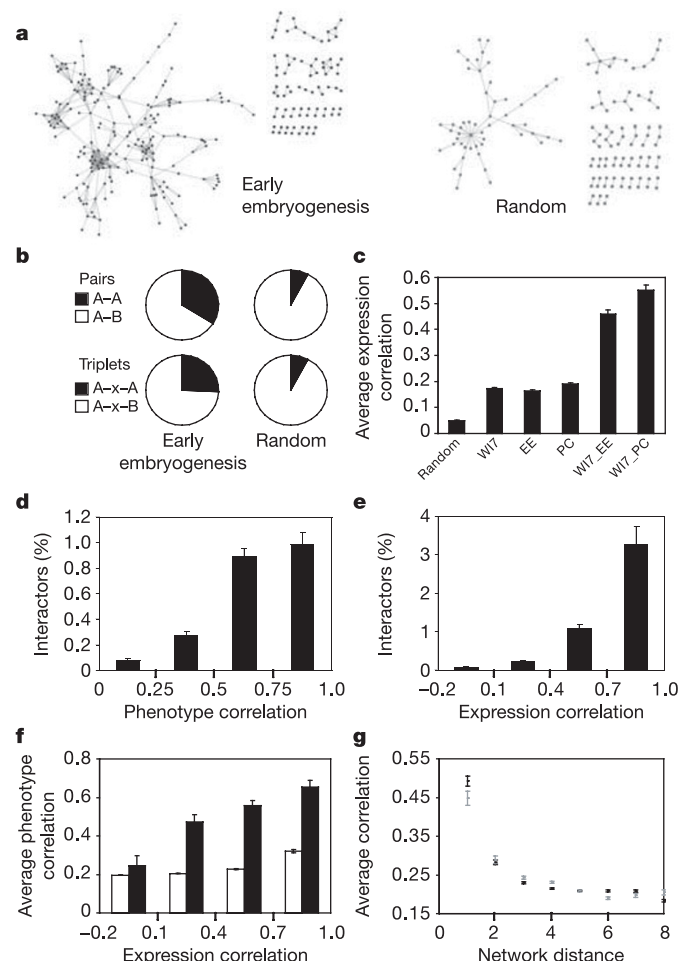 a
Early
embryogenesis
Random
b
Pairs
A–A
A–B
Triplets
A–x–A
A–x–B
Early
embryogenesis
Random
c
Average expression
correlation
0.6
0.5
0.4
0.3
0.2
0.1
0
Random
WI7
EE
PC
WI7_EE
WI7_PC
d
Interactors (%)
1.2
1.0
0.8
0.6
0.4
0.2
0
0 0.25 0.5 0.75 1.0
Phenotype correlation
e
Interactors (%)
4
3
2
1
0
−0.2 0.1 0.4 0.7 1.0
Expression correlation
f
Average phenotype
correlation
0.8
0.6
0.4
0.2
0
−0.2 0.1 0.4 0.7 1.0
Expression correlation
g
Average correlation
0.55
0.45
0.35
0.25
0.15
0 2 4 6 8
Network distance